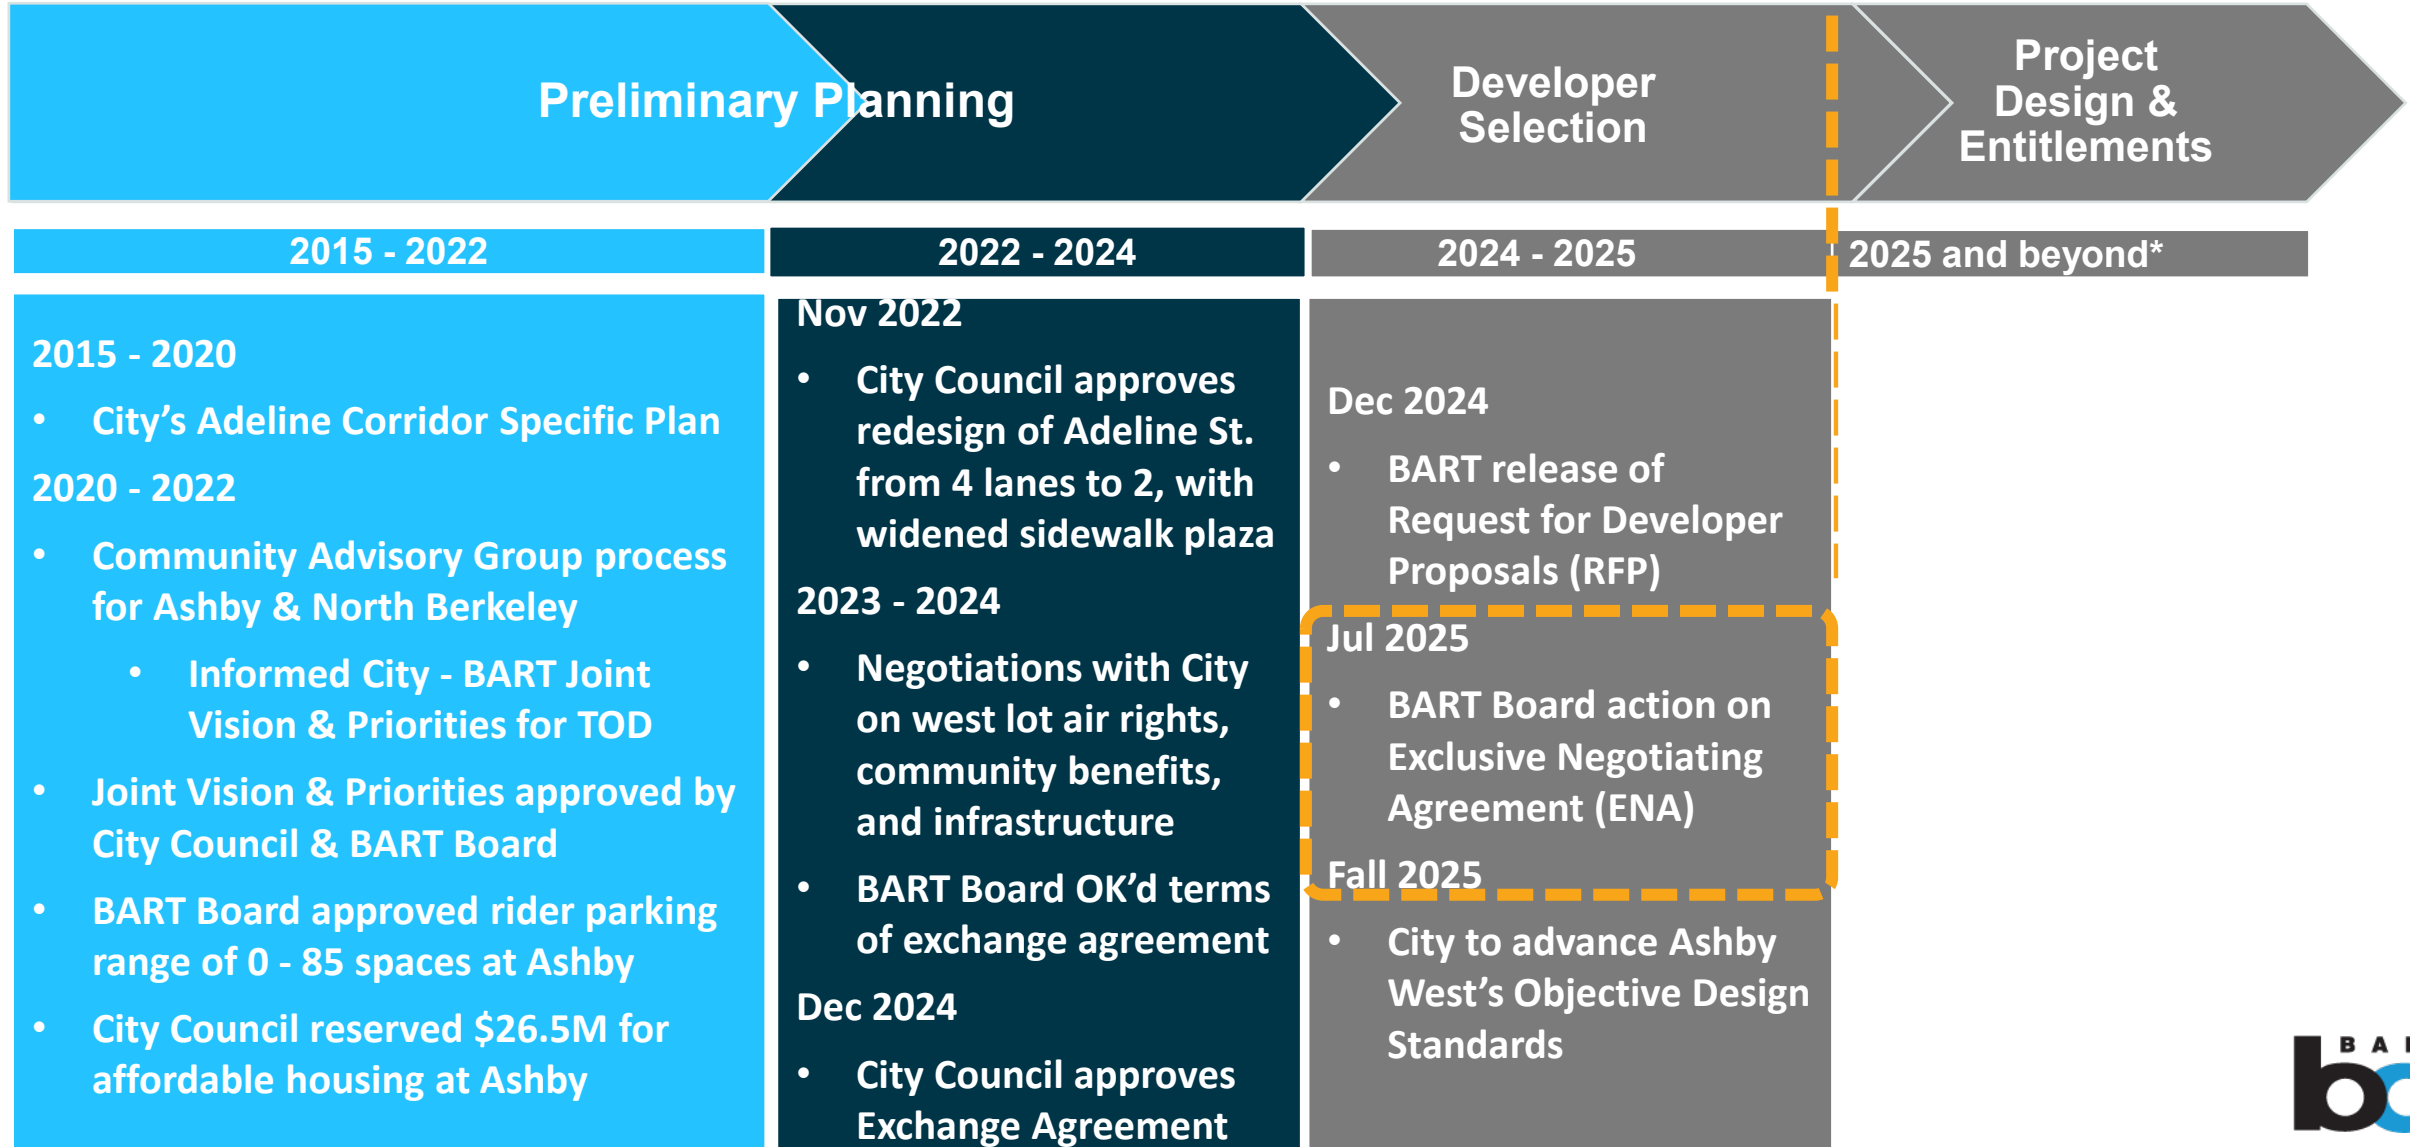 Preliminary Planning
Developer
Selection
Project
Design &
Entitlements
2015 - 2022
2022 - 2024
2024 - 2025
2025 and beyond*
2015 - 2020
• City’s Adeline Corridor Specific Plan
2020 - 2022
• Community Advisory Group process
for Ashby & North Berkeley
• Informed City - BART Joint
Vision & Priorities for TOD
• Joint Vision & Priorities approved by
City Council & BART Board
• BART Board approved rider parking
range of 0 - 85 spaces at Ashby
• City Council reserved $26.5M for
affordable housing at Ashby
Nov 2022
• City Council approves
redesign of Adeline St.
from 4 lanes to 2, with
widened sidewalk plaza
2023 - 2024
• Negotiations with City
on west lot air rights,
community benefits,
and infrastructure
• BART Board OK’d terms
of exchange agreement
Dec 2024
• City Council approves
Exchange Agreement
Dec 2024
• BART release of
Request for Developer
Proposals (RFP)
Jul 2025
• BART Board action on
Exclusive Negotiating
Agreement (ENA)
Fall 2025
• City to advance Ashby
West’s Objective Design
Standards